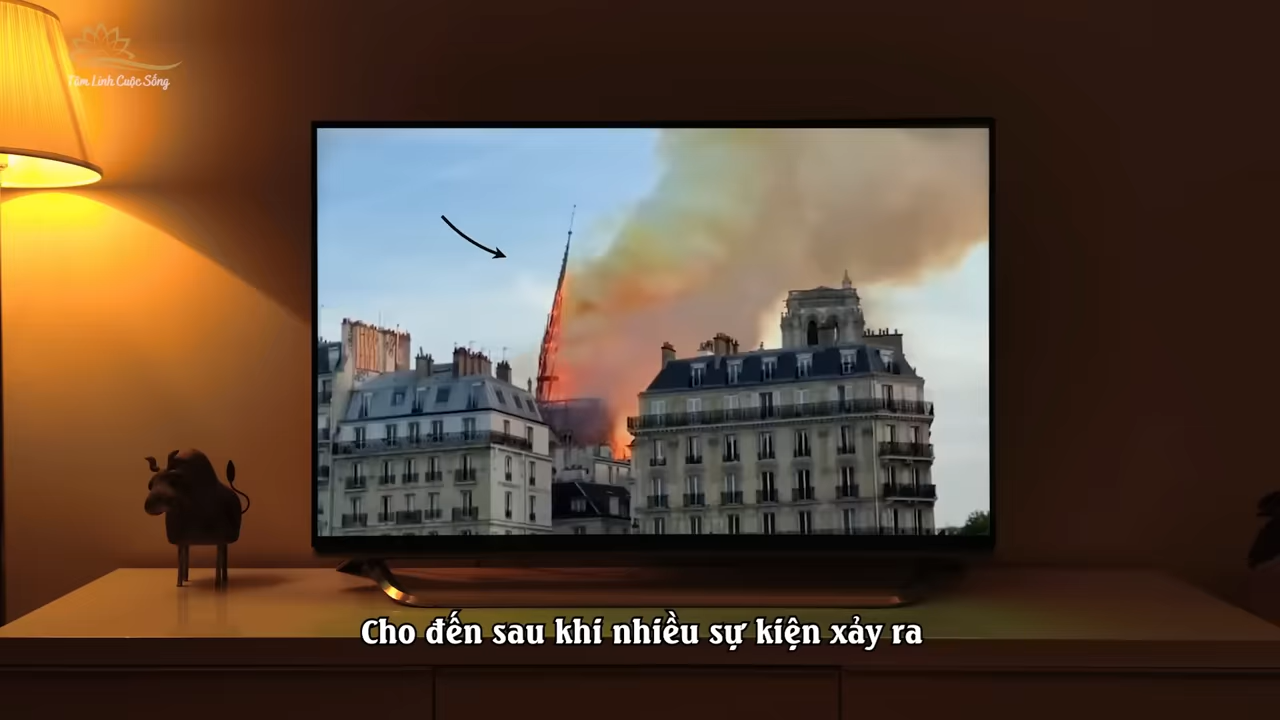 Tâm Linh Cuộc Sống
Cho đến sau khi nhiều sự kiện xảy ra